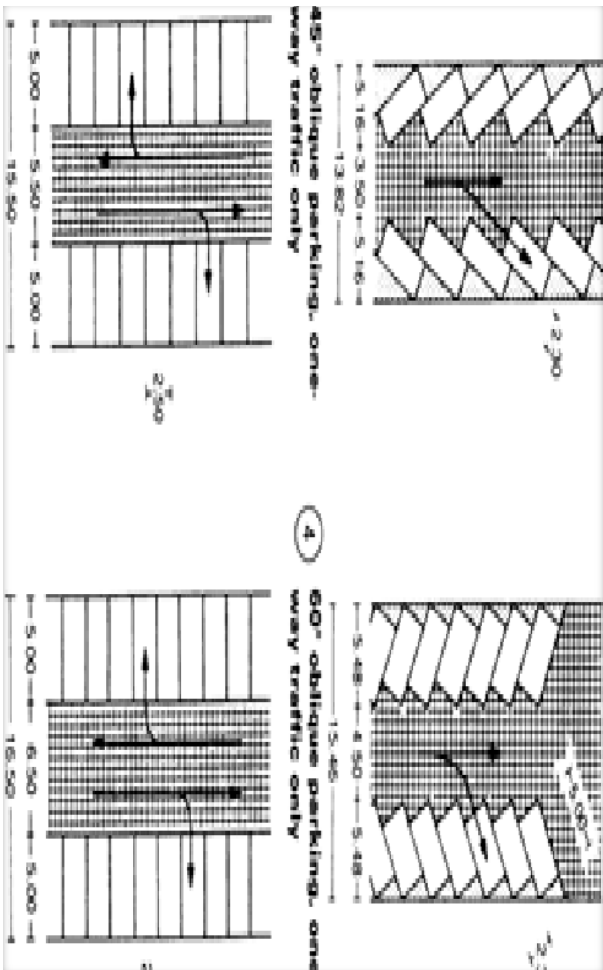 2.30
5.16 3.50 5.16
13.82
45° oblique parking, one-
way traffic only
5.48 4.50 5.48
15.46
4
60° oblique parking, one
way traffic only
2.50
5.00 5.50 5.00
15.50
5.00 6.50 5.00
16.50